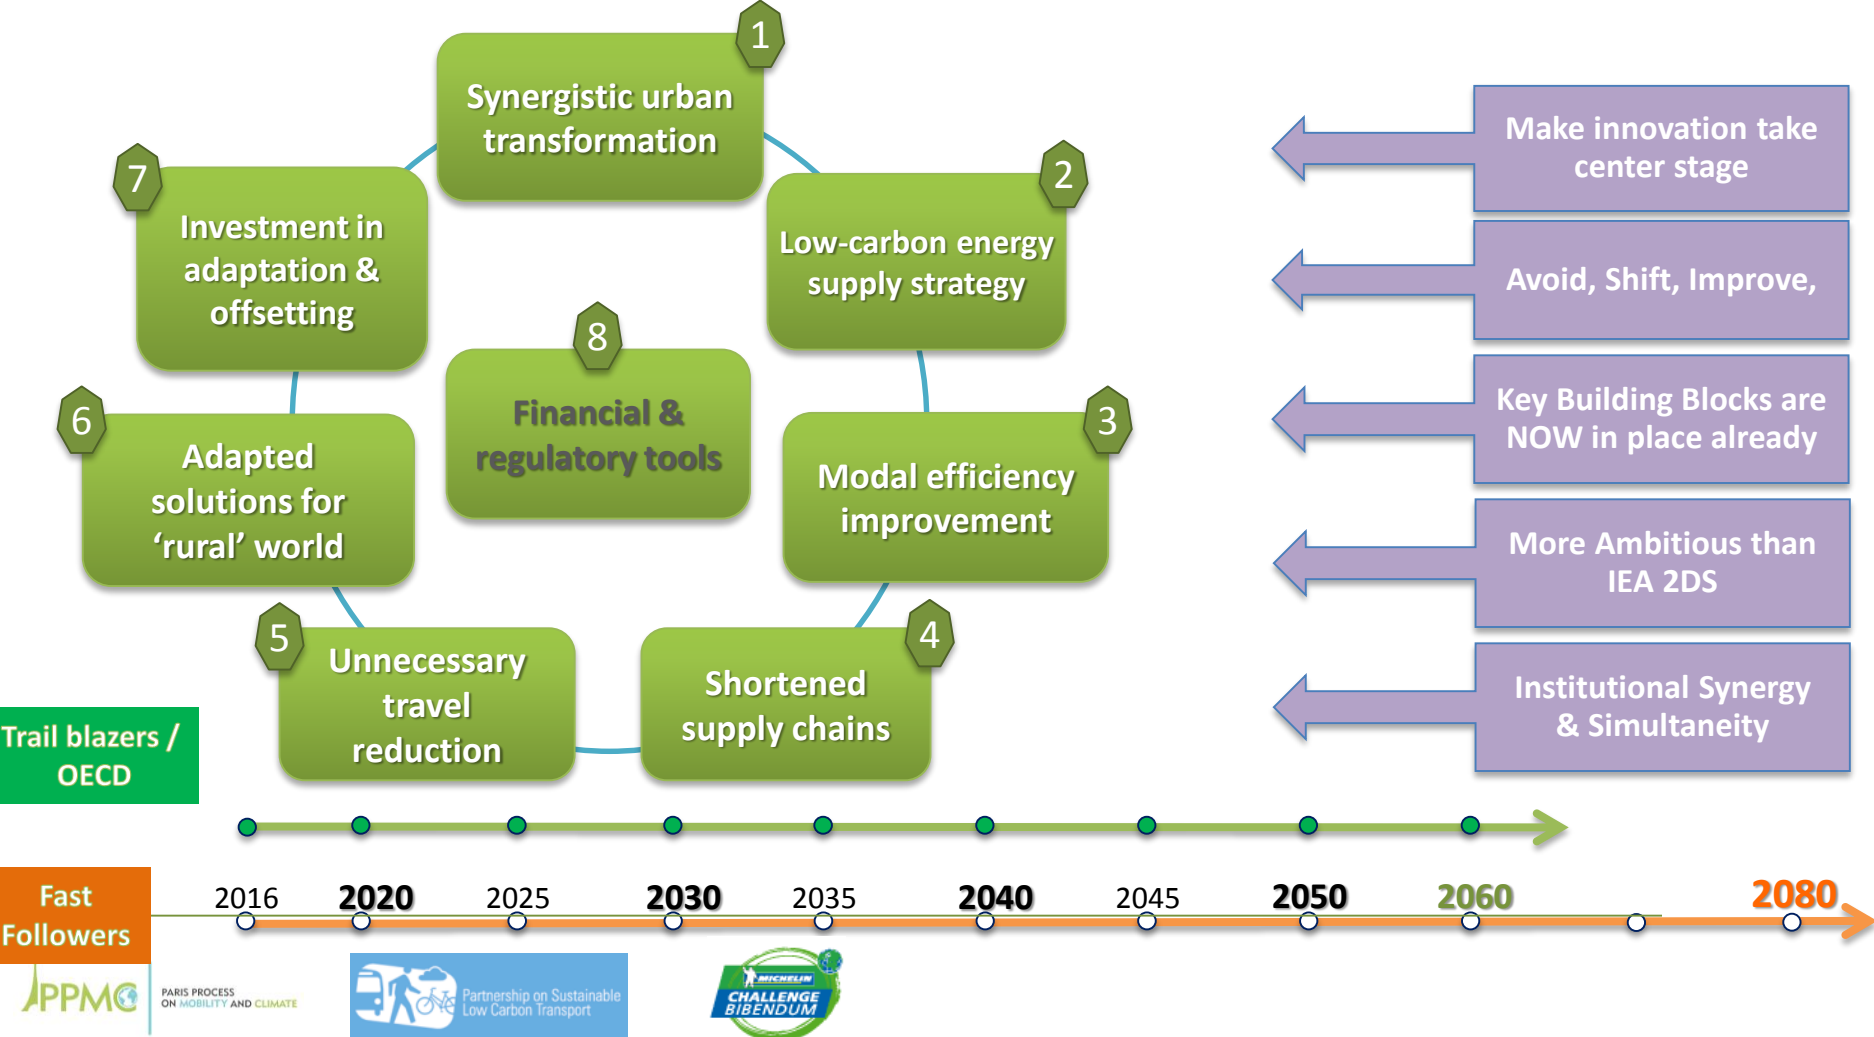 1
Synergistic urban
transformation
2
Low-carbon energy
supply strategy
3
Modal efficiency
improvement
4
Shortened
supply chains
5
Unnecessary
travel
reduction
6
Adapted
solutions for
‘rural’ world
7
Investment in
adaptation &
offsetting
8
Financial &
regulatory tools
Make innovation take
center stage
Avoid, Shift, Improve,
Key Building Blocks are
NOW in place already
More Ambitious than
IEA 2DS
Institutional Synergy
& Simultaneity
Trail blazers /
OECD
Fast
Followers
2016 2020 2025 2030 2035 2040 2045 2050 2060 2080
PPMC
PARIS PROCESS
ON MOBILITY AND CLIMATE
Partnership on Sustainable
Low Carbon Transport
MICHELIN
CHALLENGE
BIBENDUM